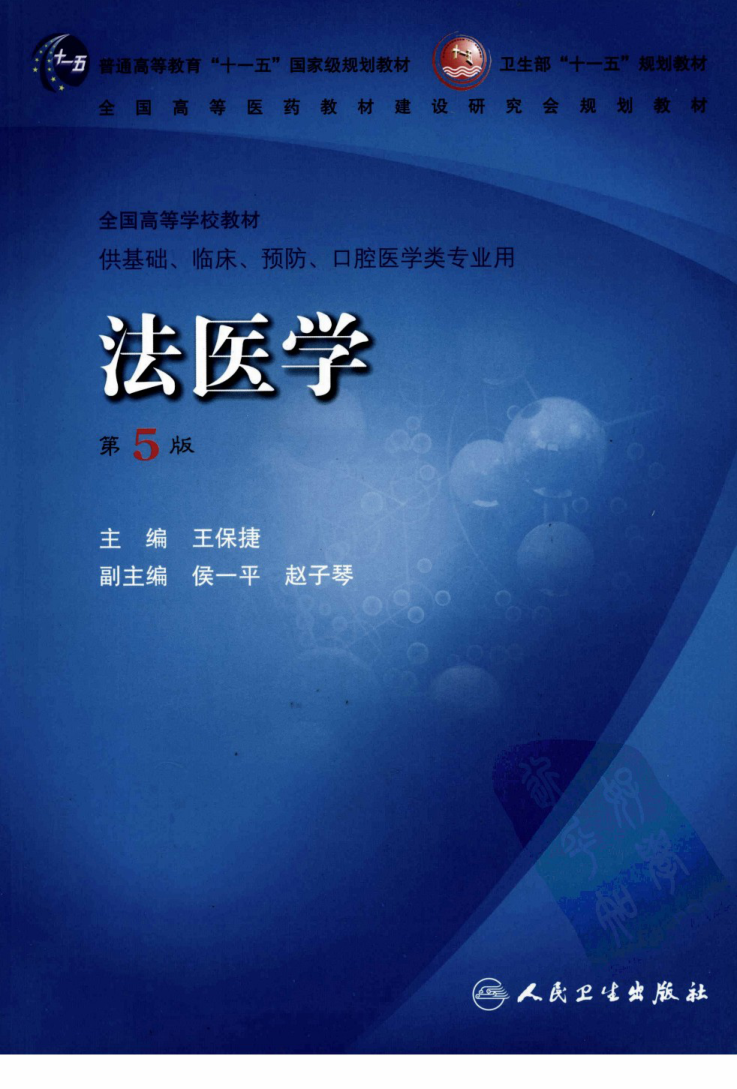 十一五 普通高等教育“十一五”国家级规划教材 十一五 卫生部“十一五”规划教材
全国高等医药教材建设研究会规划教材
全国高等学校教材
供基础、临床、预防、口腔医学类专业用
法医学
第5版
主 编 王保捷
副主编 侯一平 赵子琴
人民卫生出版社